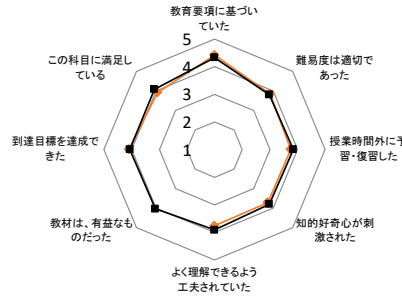 教育要項に基づい
ていた
難易度は適切で
あった
授業時間外に予
習・復習した
知的好奇心が刺
激された
よく理解できるよう
工夫されていた
教材は、有益なも
のだった
到達目標を達成で
きた
この科目に満足し
ている
5
4
3
2
1